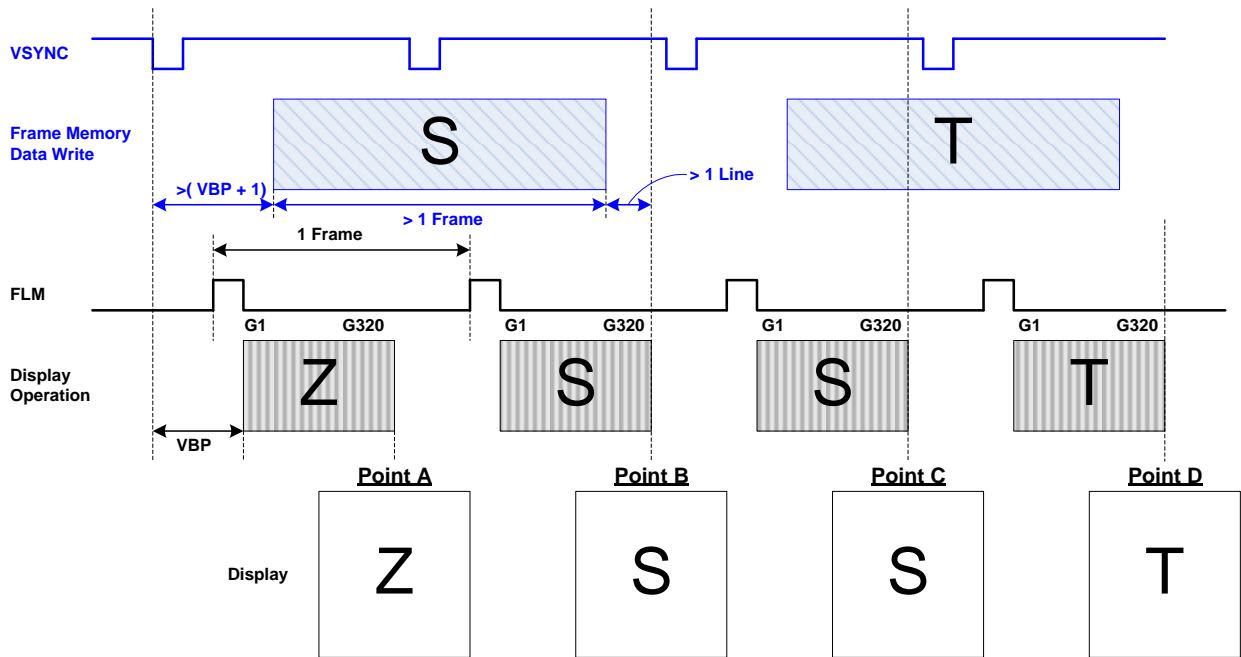 VSYNC
Frame Memory
Data Write
S
T
>( VBP + 1)
> 1 Frame
> 1 Line
1 Frame
FLM
G1 G320 G1 G320 G1 G320 G1 G320
Display
Operation
Z S S T
VBP
Point A Point B Point C Point D
Display
Z S S T